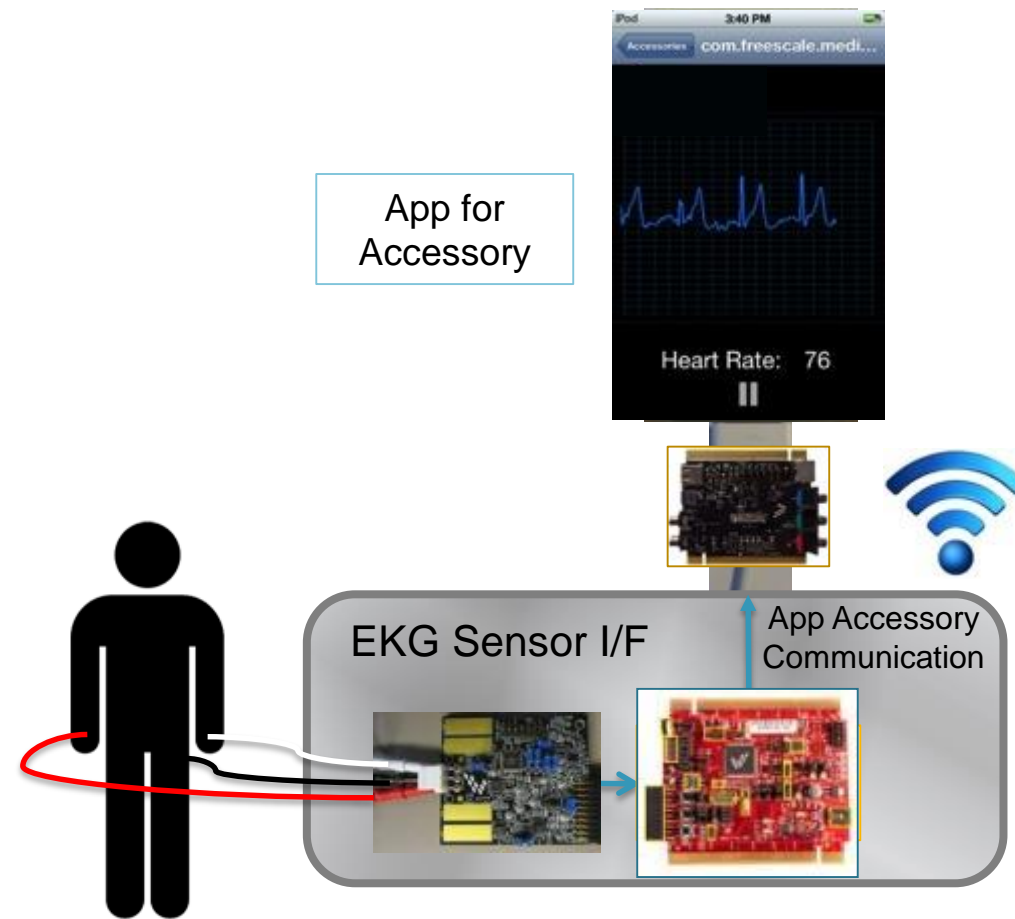 iPod 3:40 PM
Accessories com.freescale.medi...
App for
Accessory
Heart Rate: 76
EKG Sensor I/F
App Accessory
Communication